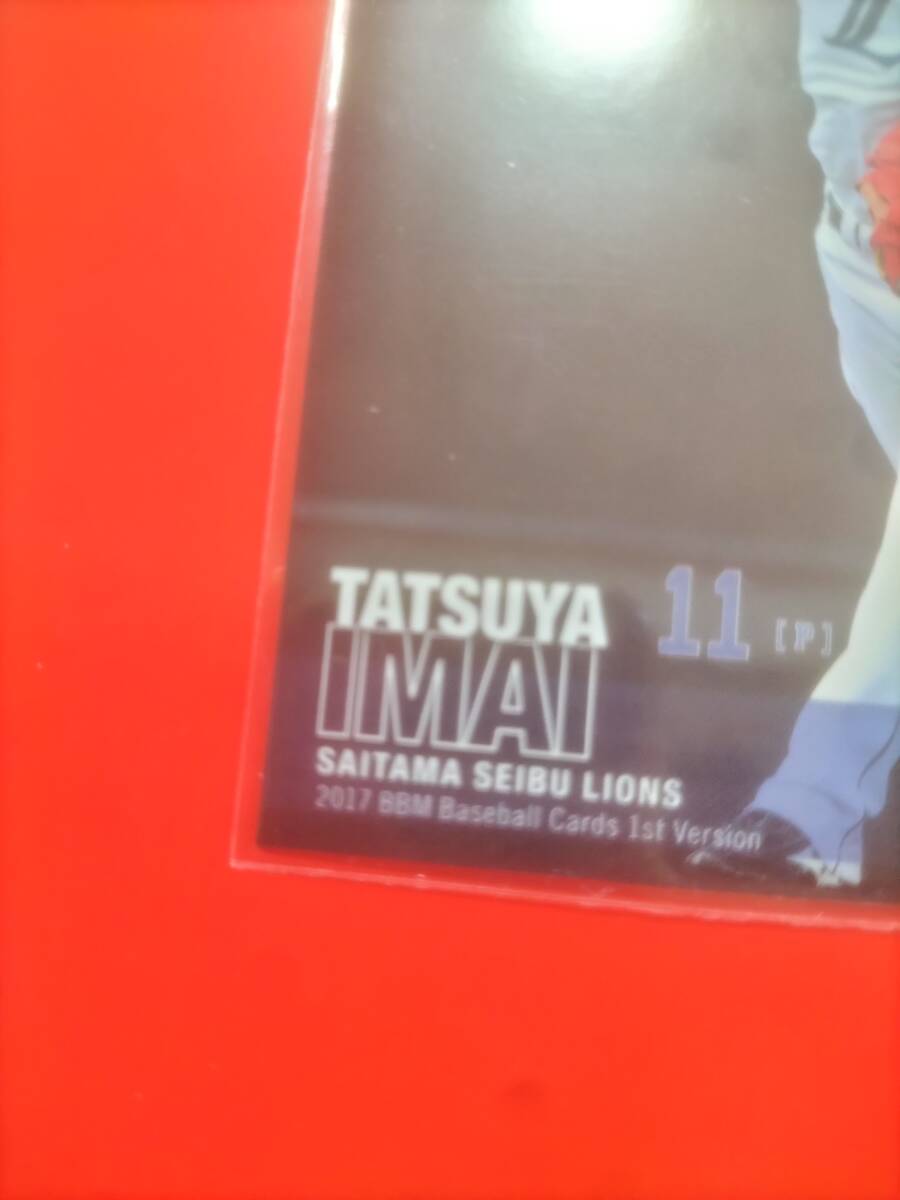 TATSUYA
IMAI
11 [P]
SAITAMA SEIBU LIONS
2017 BBM Baseball Cards 1st Version